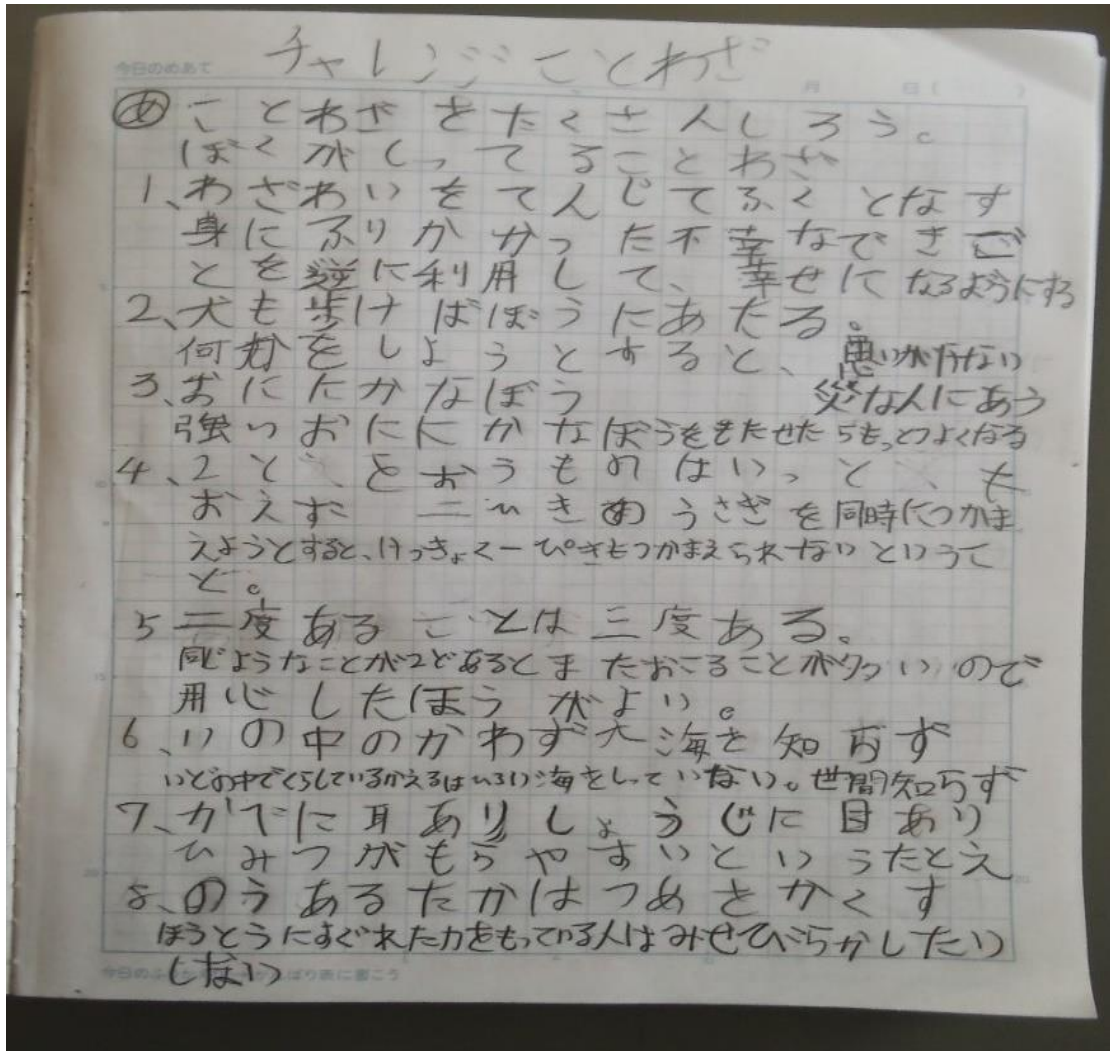 チャレンジことわざ
今日のめあて 月 日( )
あ ことわざをたくさんしろう。
ぼくがしってることわざ
1、わざわいをてんじてふくとなす
身にふりかかった不幸なできご
とを逆に利用して、幸せになるようにする
2、犬も歩けばぼうにあたる。
何かをしようとすると、思いがけない
災なんにあう
3、おにたかなぼう
強いおににかなぼうをもたせたらもっとつよくなる
4、2と をおうものはいっと も
おえず 二ひきのうさぎを同時につかま
えようとすると、けっきょく一ぴきもつかまえられないというこ
と。
5 二度あることは三度ある。
同じようなことが2どあるとまたおこることが多いので
用心したほうがよい。
6、いの中のかわず大海を知らず
いどの中でくらしているかえるはひろい海をしっていない。世間知らず
7、かべに耳ありしょうじに目あり
ひみつがもらやすいというたとえ
8、のうあるたかはつめをかくす
ほうとうにすぐれた力をもっている人はみせびらかしたり
しない